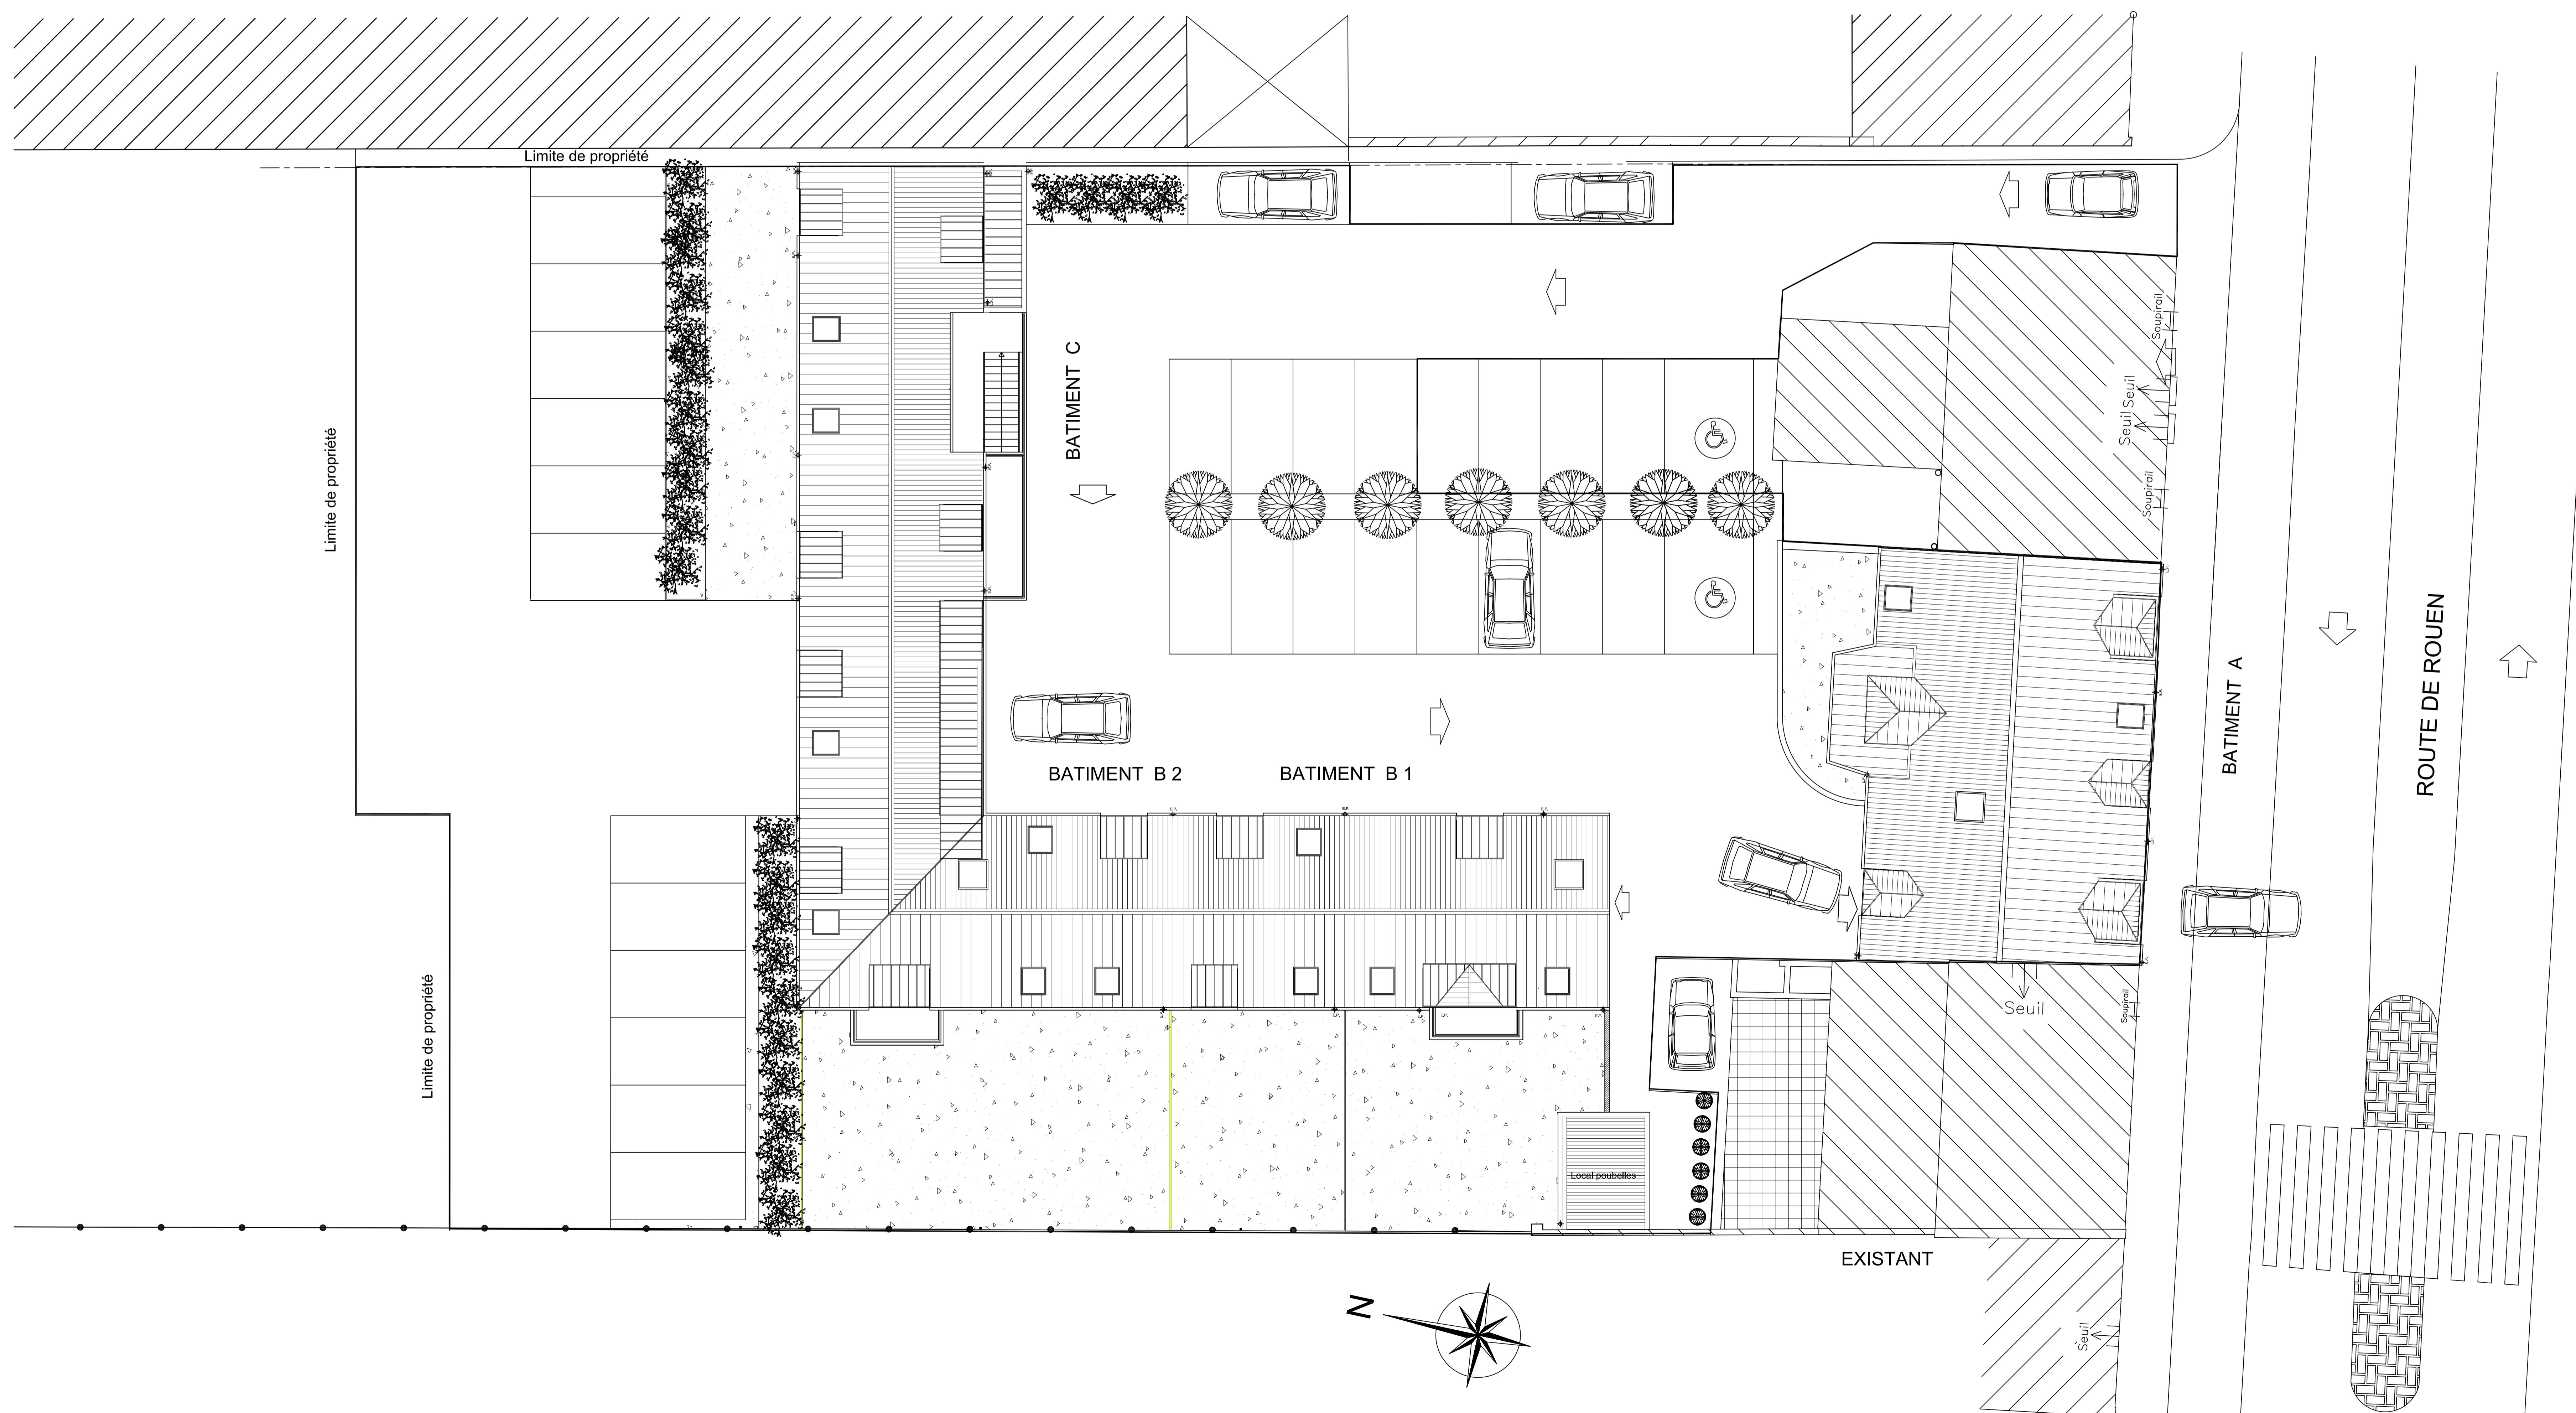 Limite de propriété
Soupirail
BATIMENT C
Seuil
Seuil
Limite de propriété
Soupirail
ROUTE DE ROUEN
BATIMENT A
BATIMENT B 2
BATIMENT B 1
Seuil
Soupirail
Limite de propriété
Local poubelles
EXISTANT
N
Seuil